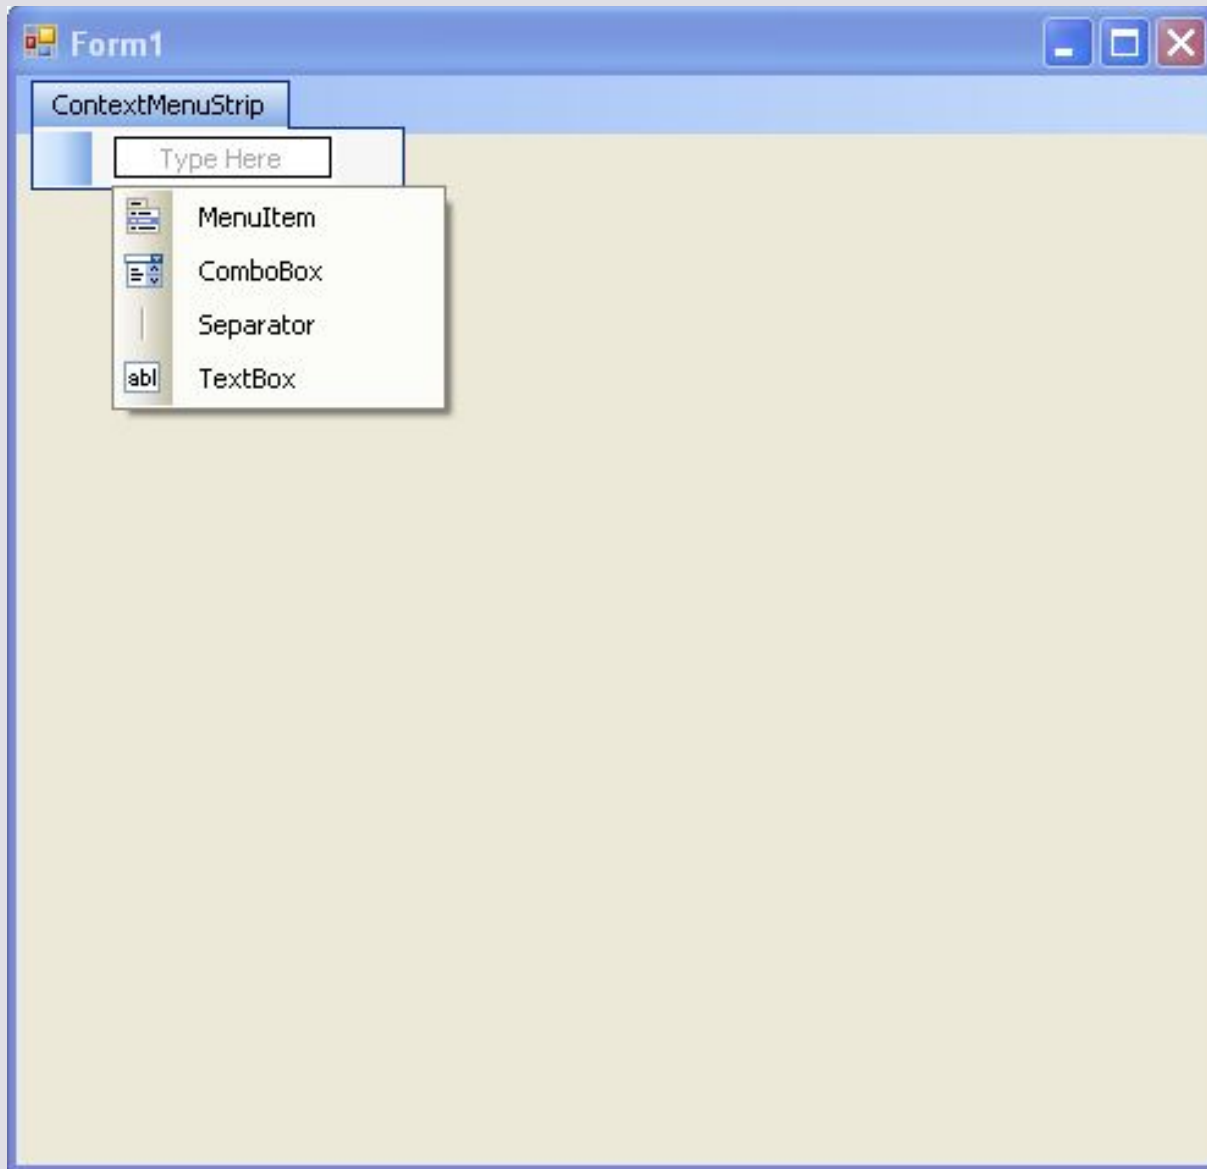 Form1
ContextMenuStrip
Type Here
MenuItem
ComboBox
Separator
abl TextBox